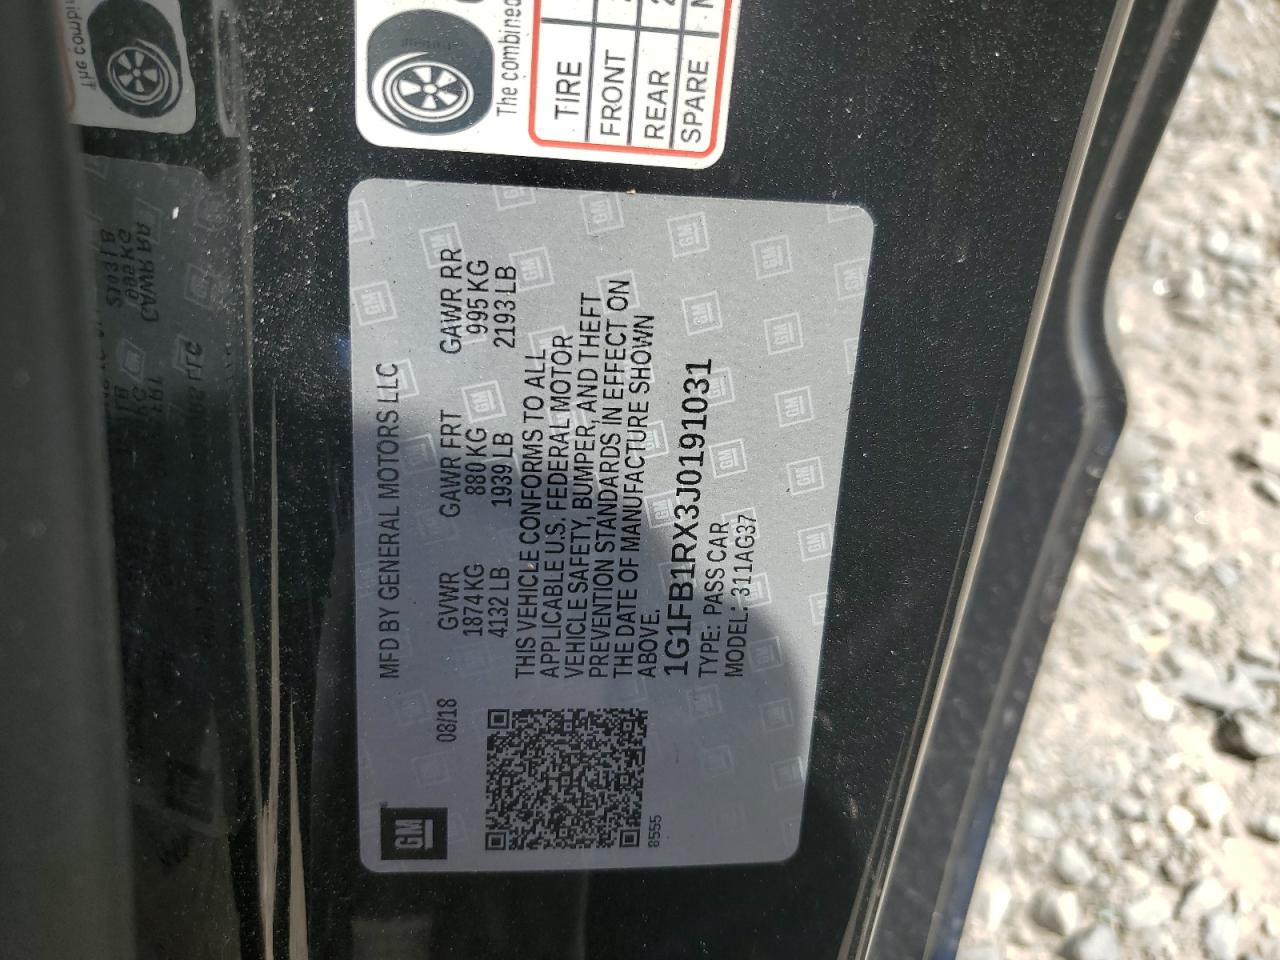 The combined
TIRE
FRONT
REAR
SPARE
GM
MFD BY GENERAL MOTORS LLC
08/18
GVWR GAWR FRT GAWR RR
1874 KG 880 KG 995 KG
4132 LB 1939 LB 2193 LB
THIS VEHICLE CONFORMS TO ALL
APPLICABLE U.S. FEDERAL MOTOR
VEHICLE SAFETY, BUMPER, AND THEFT
PREVENTION STANDARDS IN EFFECT ON
THE DATE OF MANUFACTURE SHOWN
ABOVE.
1G1FB1RX3J0191031
TYPE: PASS CAR
MODEL: 311AG37
8555